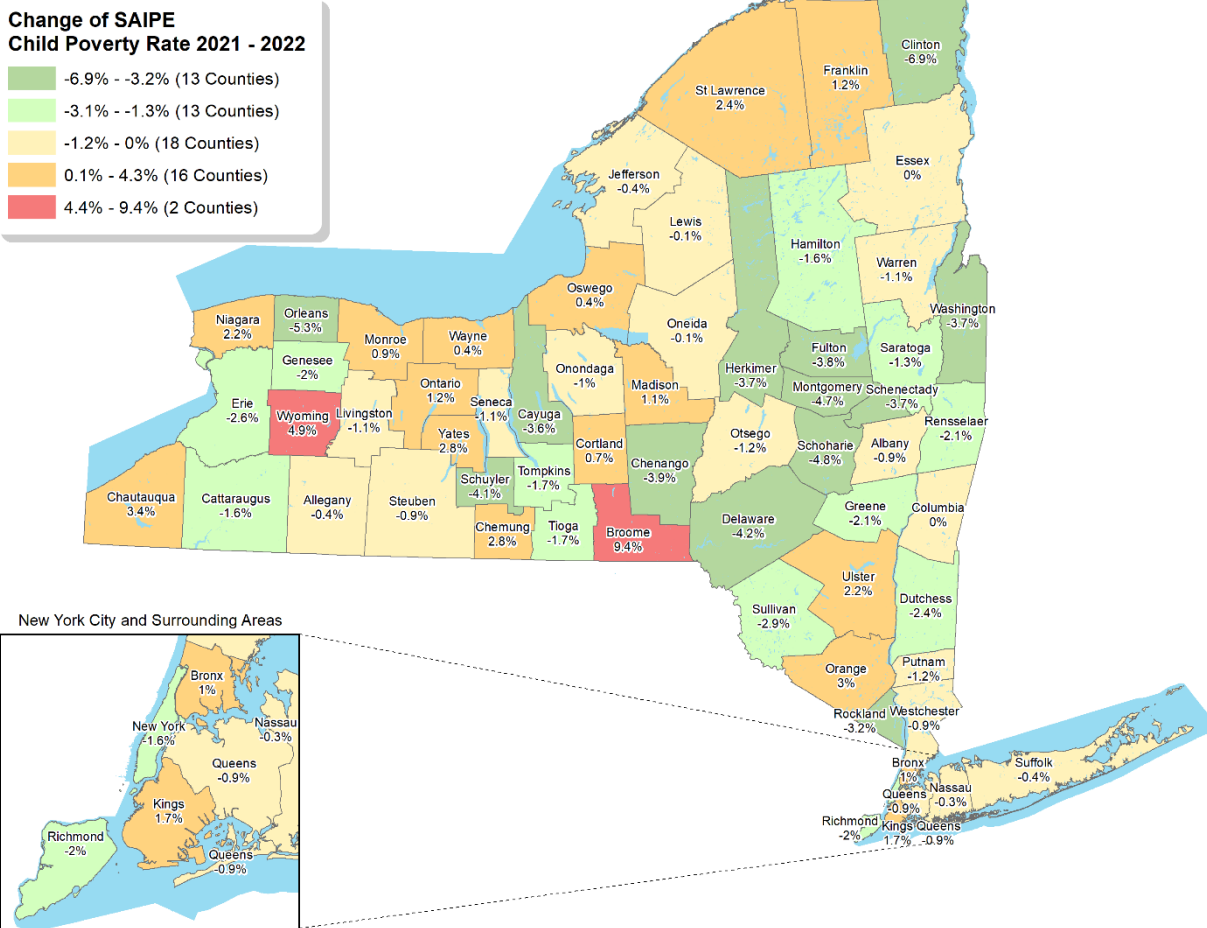 Change of SAIPE
Child Poverty Rate 2021 - 2022
-6.9% - -3.2% (13 Counties)
-3.1% - -1.3% (13 Counties)
-1.2% - 0% (18 Counties)
0.1% - 4.3% (16 Counties)
4.4% - 9.4% (2 Counties)
Clinton
-6.9%
Franklin
1.2%
St Lawrence
2.4%
Essex
0%
Jefferson
-0.4%
Lewis
-0.1%
Hamilton
-1.6%
Warren
-1.1%
Washington
-3.7%
Oswego
0.4%
Oneida
-0.1%
Herkimer
-3.7%
Fulton
-3.8%
Saratoga
-1.3%
Niagara
2.2%
Orleans
-5.3%
Monroe
0.9%
Wayne
0.4%
Genesee
-2%
Onondaga
-1%
Madison
1.1%
Montgomery
-4.7%
Schenectady
-3.7%
Erie
-2.6%
Wyoming
4.9%
Livingston
-1.1%
Ontario
1.2%
Seneca
-1.1%
Cayuga
-3.6%
Yates
2.8%
Cortland
0.7%
Chenango
-3.9%
Otsego
-1.2%
Schoharie
-4.8%
Albany
-0.9%
Rensselaer
-2.1%
Chautauqua
3.4%
Cattaraugus
-1.6%
Allegany
-0.4%
Steuben
-0.9%
Schuyler
-4.1%
Tompkins
-1.7%
Chemung
2.8%
Tioga
-1.7%
Broome
9.4%
Delaware
-4.2%
Greene
-2.1%
Columbia
0%
Ulster
2.2%
Dutchess
-2.4%
Sullivan
-2.9%
Orange
3%
Putnam
-1.2%
Rockland
-3.2%
Westchester
-0.9%
Bronx
1%
Queens
-0.9%
Nassau
-0.3%
Suffolk
-0.4%
Richmond
-2%
Kings
1.7%
Queens
-0.9%
New York City and Surrounding Areas
Bronx
1%
New York
-1.6%
Nassau
-0.3%
Queens
-0.9%
Kings
1.7%
Richmond
-2%
Queens
-0.9%